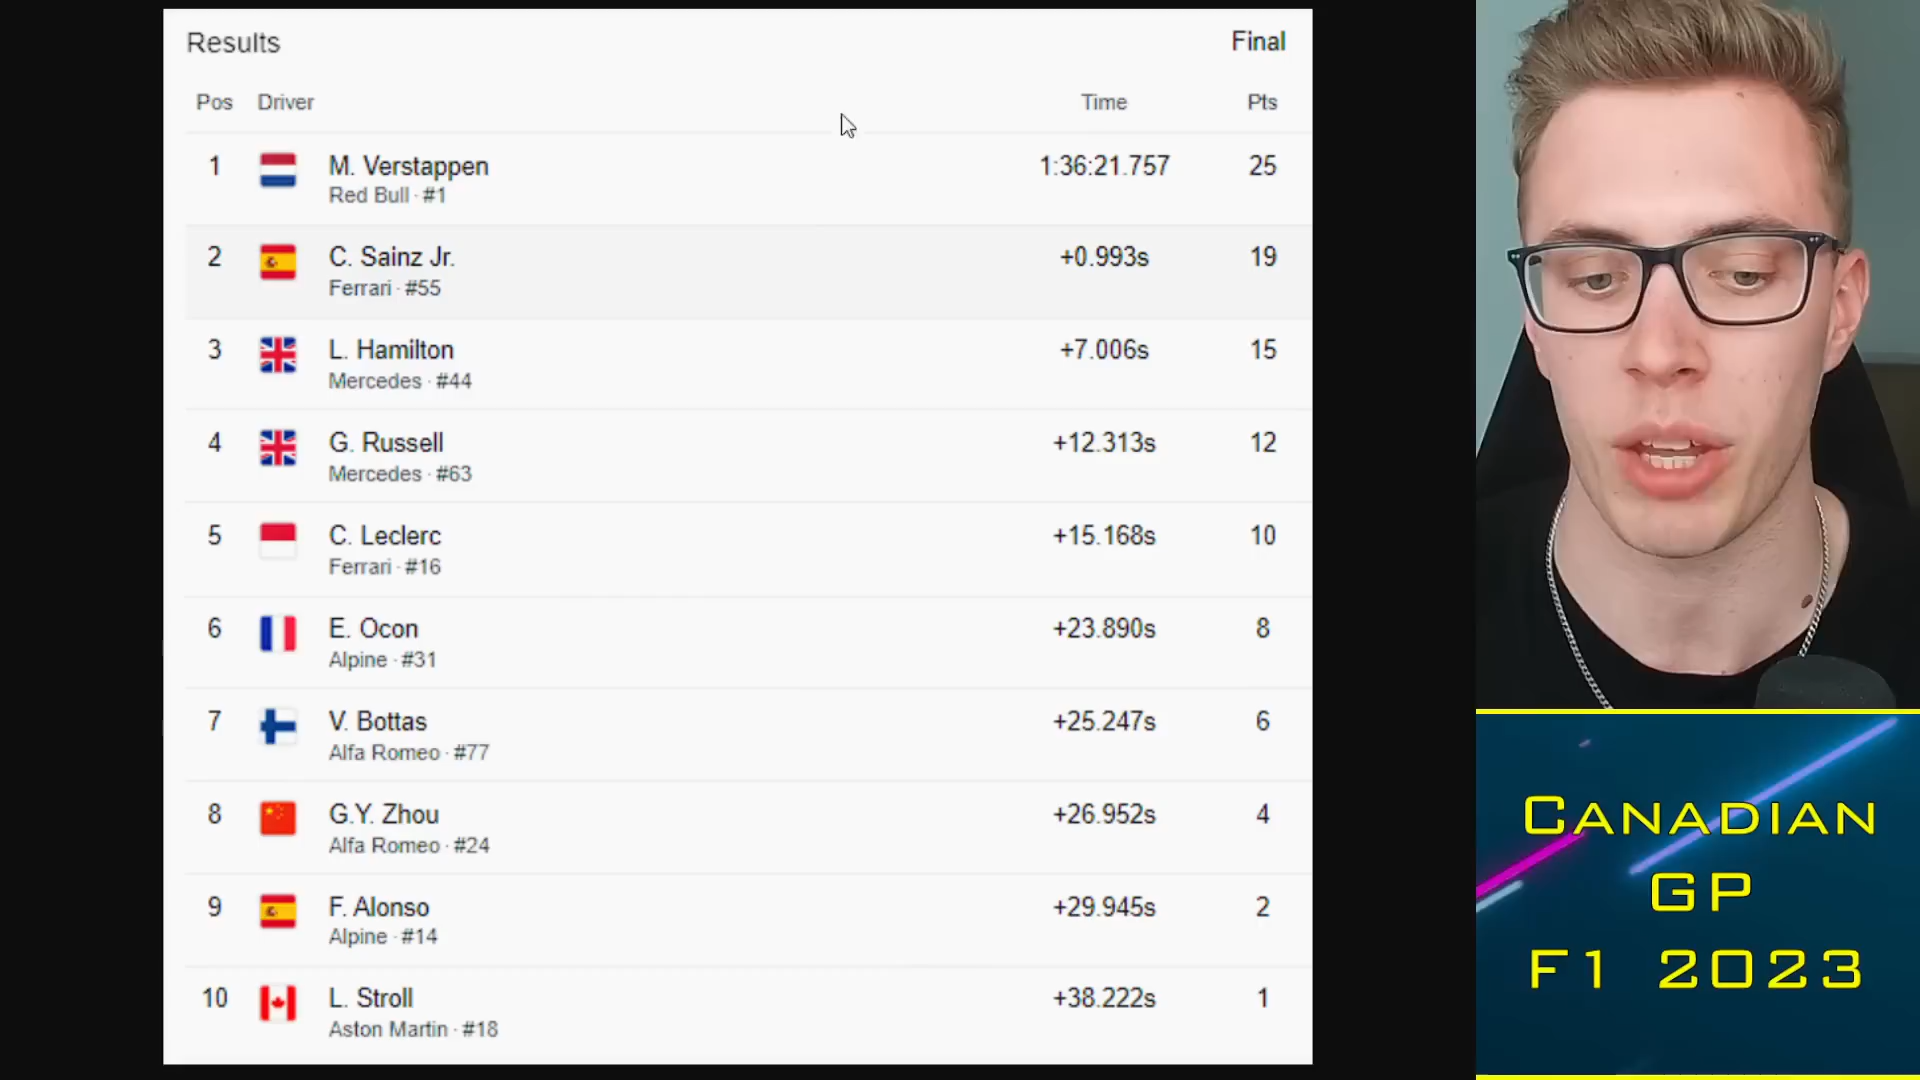 Results Final
Pos Driver Time Pts
1 M. Verstappen 1:36:21.757 25
Red Bull · #1
2 C. Sainz Jr. +0.993s 19
Ferrari · #55
3 L. Hamilton +7.006s 15
Mercedes · #44
4 G. Russell +12.313s 12
Mercedes · #63
5 C. Leclerc +15.168s 10
Ferrari · #16
6 E. Ocon +23.890s 8
Alpine · #31
7 V. Bottas +25.247s 6
Alfa Romeo · #77
8 G.Y. Zhou +26.952s 4
Alfa Romeo · #24
9 F. Alonso +29.945s 2
Alpine · #14
10 L. Stroll +38.222s 1
Aston Martin · #18
CANADIAN
GP
F1 2023